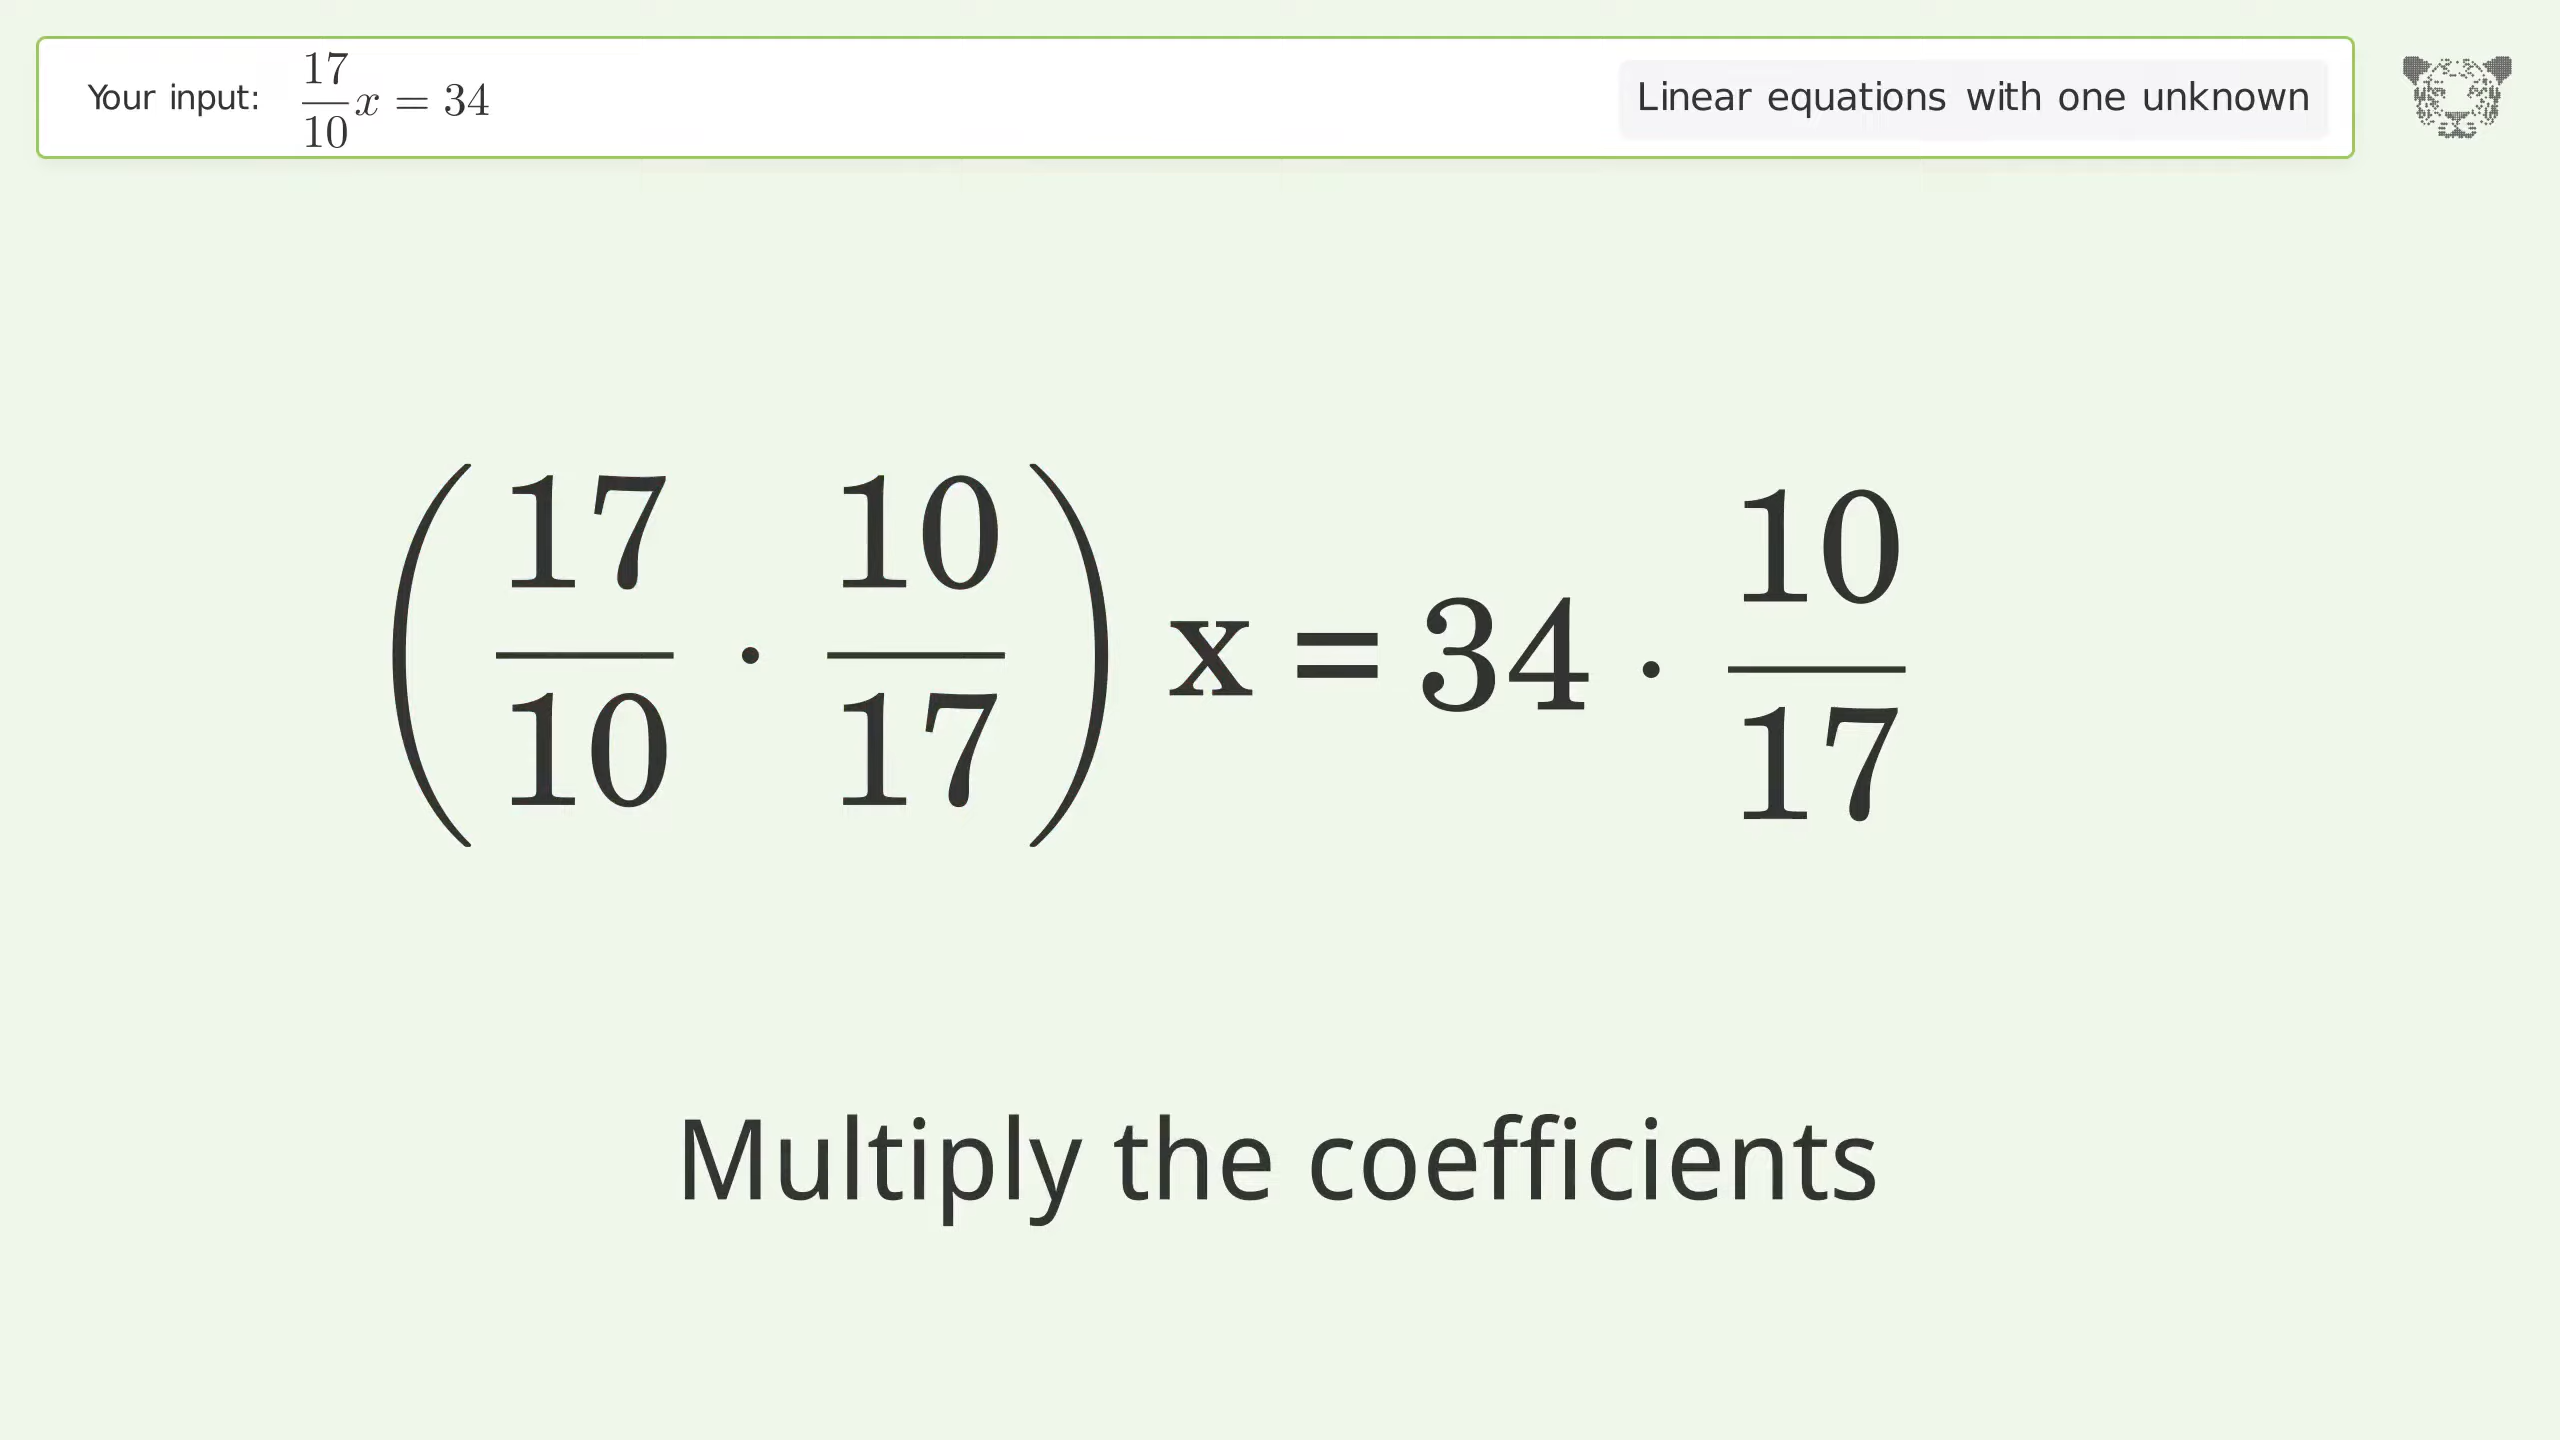 Your input: 17/10 x = 34
Linear equations with one unknown
(17/10 · 10/17) x = 34 · 10/17
Multiply the coefficients